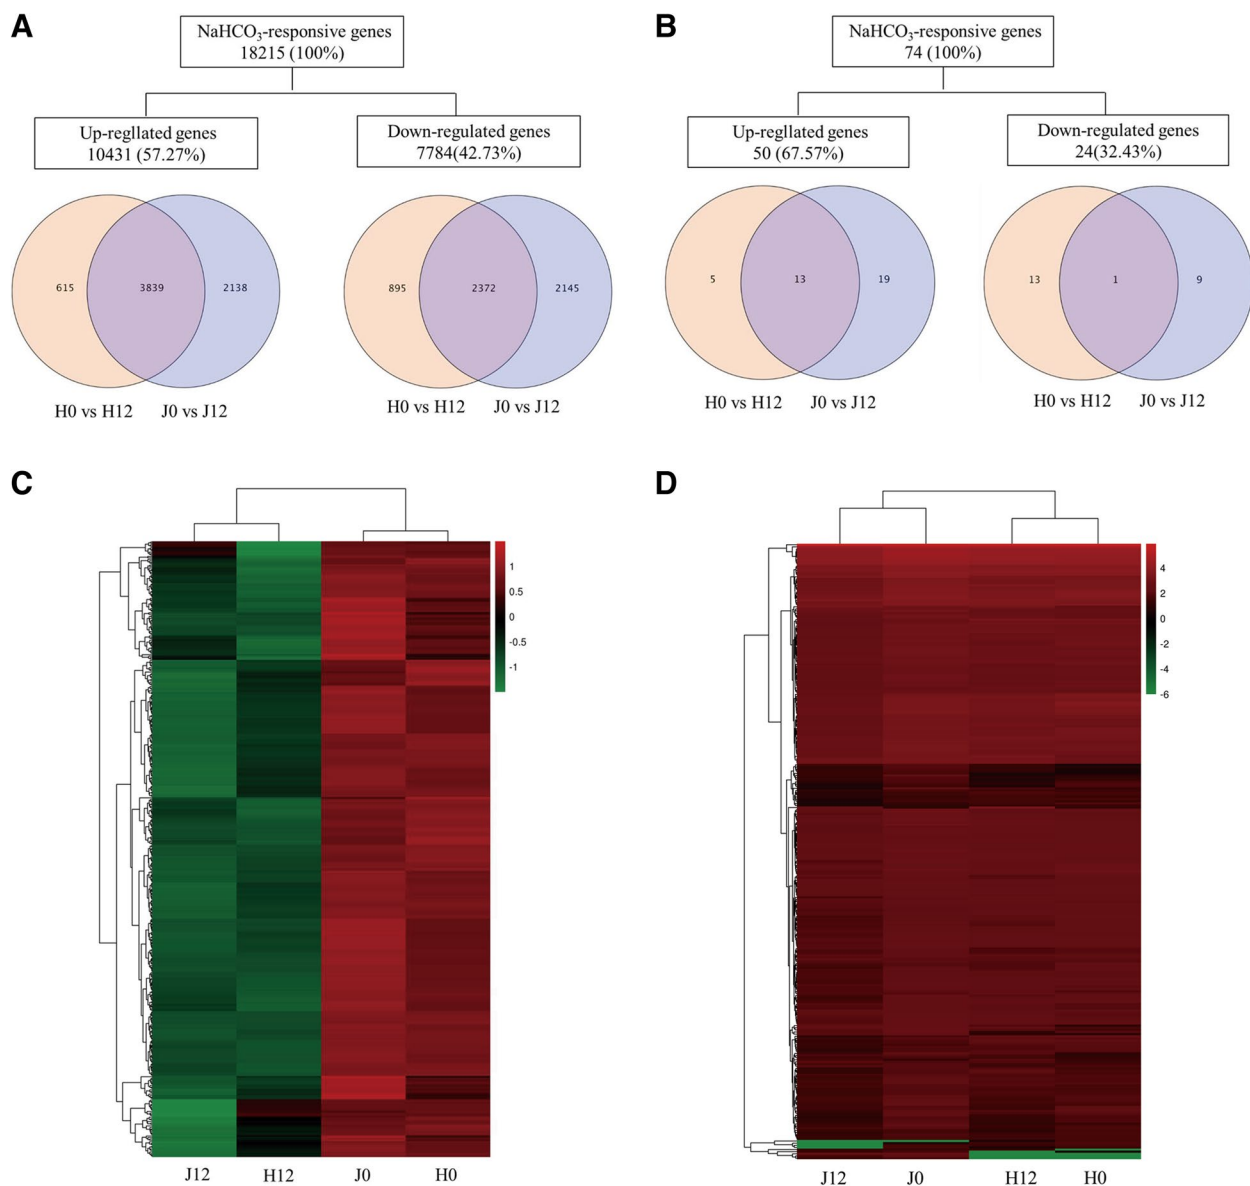 A
NaHCO₃-responsive genes
18215 (100%)
Up-regllated genes
10431 (57.27%)
Down-regulated genes
7784(42.73%)
615
3839
2138
895
2372
2145
H0 vs H12
J0 vs J12
H0 vs H12
J0 vs J12
B
NaHCO₃-responsive genes
74 (100%)
Up-regllated genes
50 (67.57%)
Down-regulated genes
24(32.43%)
5
13
19
13
1
9
H0 vs H12
J0 vs J12
H0 vs H12
J0 vs J12
C
1
0.5
0
-0.5
-1
J12
H12
J0
H0
D
4
2
0
-2
-4
-6
J12
J0
H12
H0